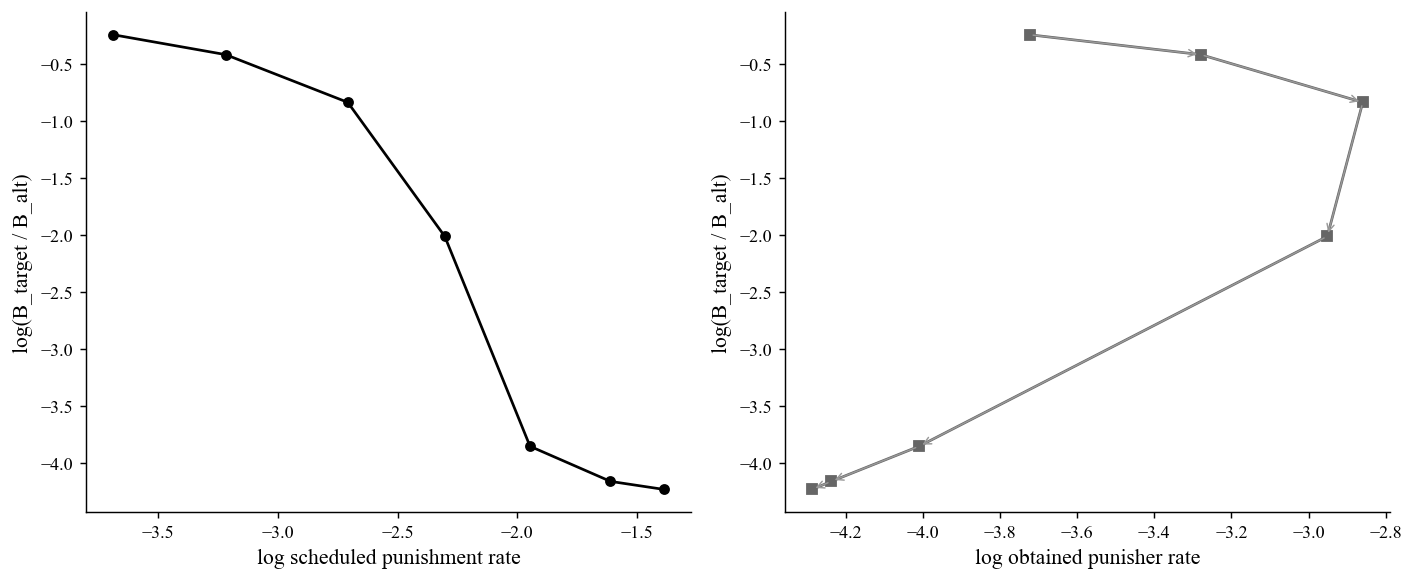 log(B_target / B_alt)
−0.5
−1.0
−1.5
−2.0
−2.5
−3.0
−3.5
−4.0
−3.5 −3.0 −2.5 −2.0 −1.5
log scheduled punishment rate
log(B_target / B_alt)
−0.5
−1.0
−1.5
−2.0
−2.5
−3.0
−3.5
−4.0
−4.2 −4.0 −3.8 −3.6 −3.4 −3.2 −3.0 −2.8
log obtained punisher rate